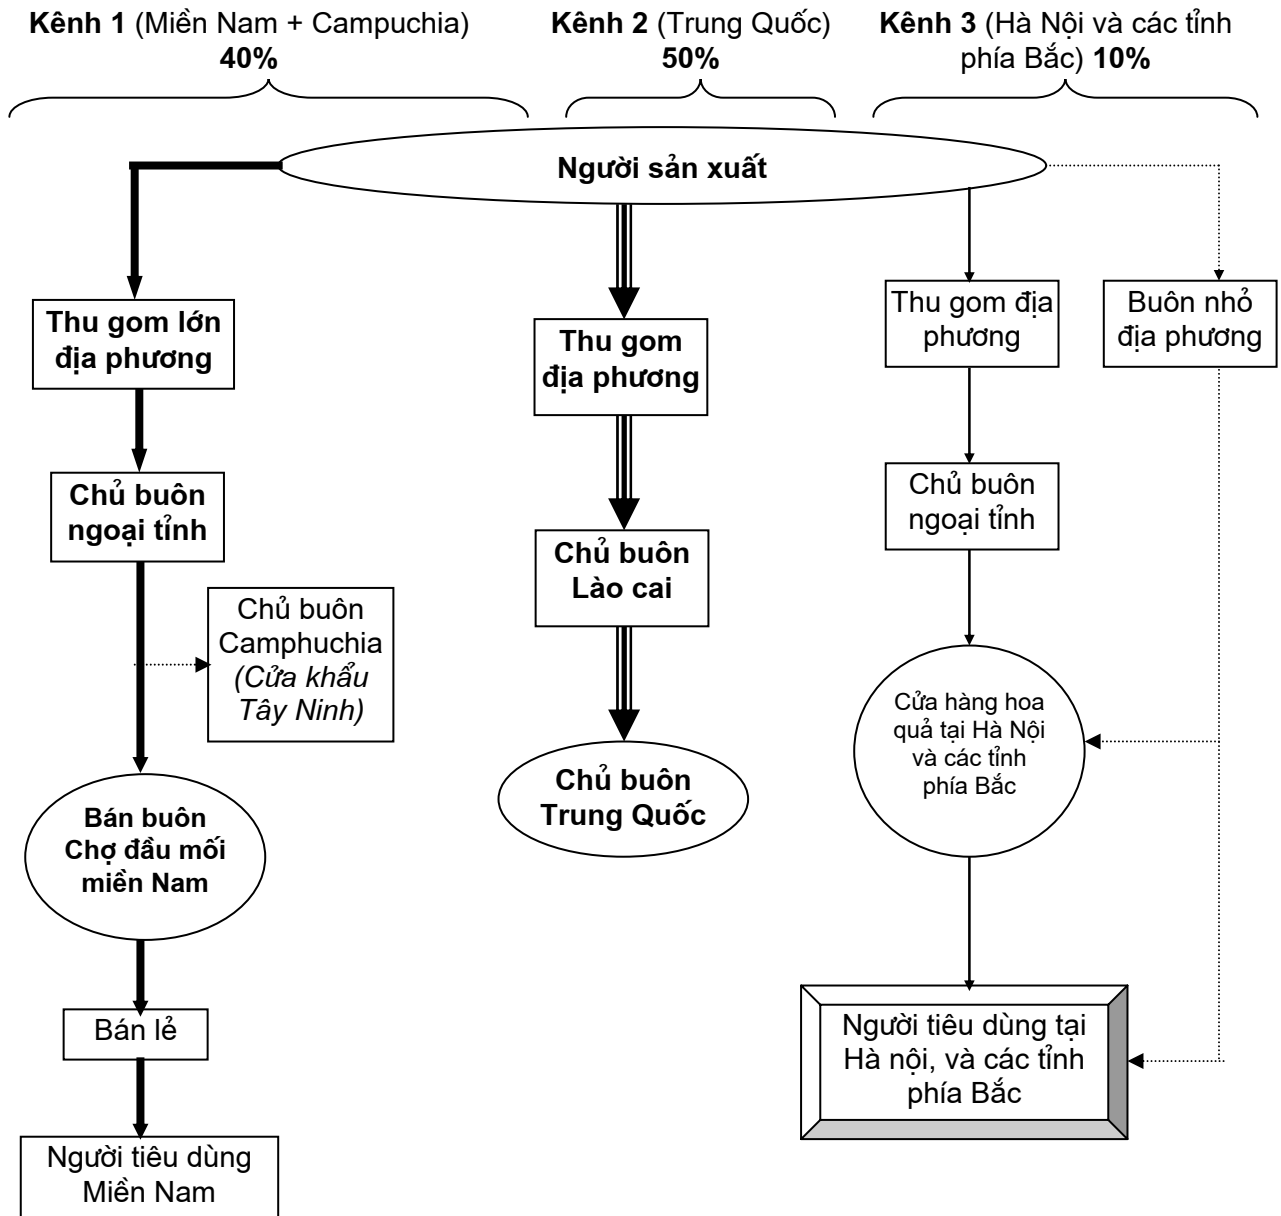 Kênh 1 (Miền Nam + Campuchia)
40%
Kênh 2 (Trung Quốc)
50%
Kênh 3 (Hà Nội và các tỉnh
phía Bắc) 10%
Người sản xuất
Thu gom lớn
địa phương
Chủ buôn
ngoại tỉnh
Chủ buôn
Camphuchia
(Cửa khẩu
Tây Ninh)
Bán buôn
Chợ đầu mối
miền Nam
Bán lẻ
Người tiêu dùng
Miền Nam
Thu gom
địa phương
Chủ buôn
Lào cai
Chủ buôn
Trung Quốc
Thu gom địa
phương
Chủ buôn
ngoại tỉnh
Cửa hàng hoa
quả tại Hà Nội
và các tỉnh
phía Bắc
Người tiêu dùng tại
Hà nội, và các tỉnh
phía Bắc
Buôn nhỏ
địa phương